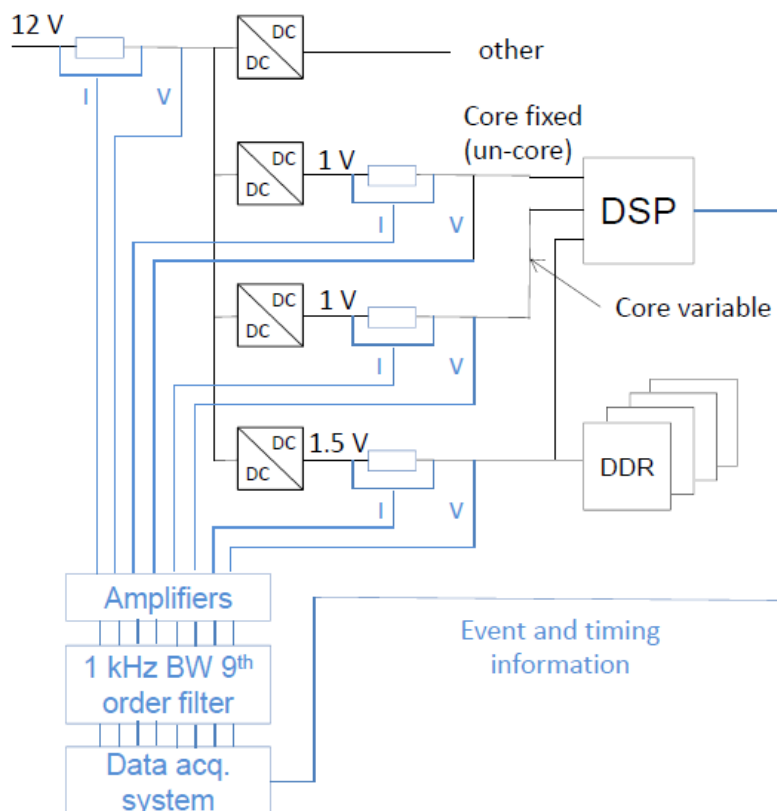 12 V
DC
DC
other
I
V
Core fixed
(un-core)
DC
DC
1 V
DSP
I
V
DC
DC
1 V
Core variable
I
V
DC
DC
1.5 V
DDR
I
V
Amplifiers
Event and timing
information
1 kHz BW 9th
order filter
Data acq.
system